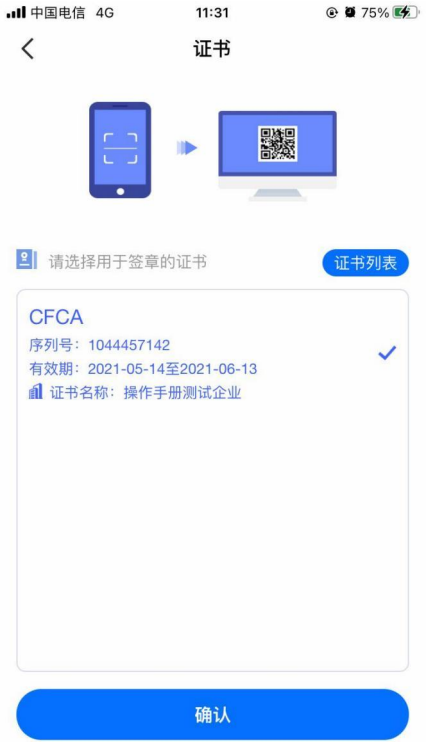 中国电信 4G 11:31 75%
证书
请选择用于签章的证书 证书列表
CFCA
序列号：1044457142
有效期：2021-05-14至2021-06-13
证书名称：操作手册测试企业
确认